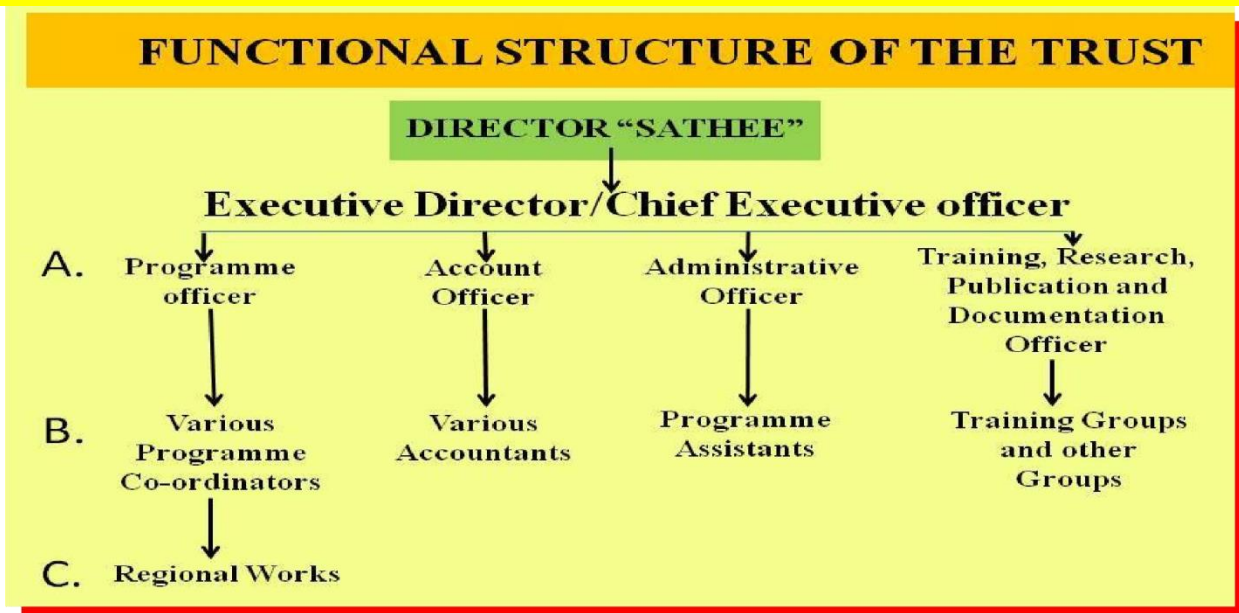 FUNCTIONAL STRUCTURE OF THE TRUST
DIRECTOR “SATHEE”
Executive Director/Chief Executive officer
A.
Programme
officer
Account
Officer
Administrative
Officer
Training, Research,
Publication and
Documentation
Officer
B.
Various
Programme
Co-ordinators
Various
Accountants
Programme
Assistants
Training Groups
and other
Groups
C.
Regional Works